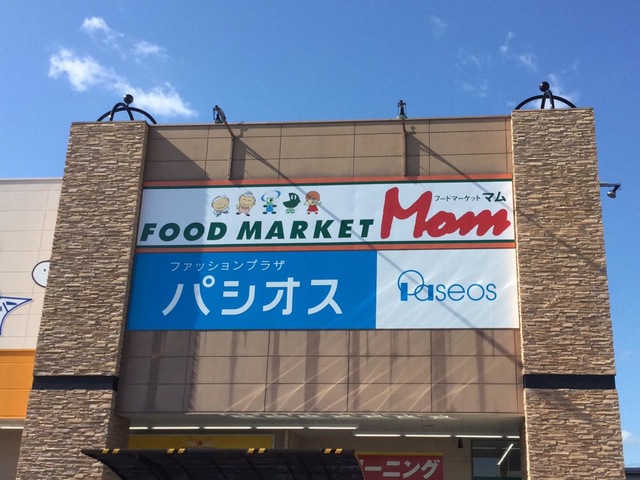 フードマーケット マム
FOOD MARKET Mom
ファッションプラザ
パシオス
Paseos
ーニング